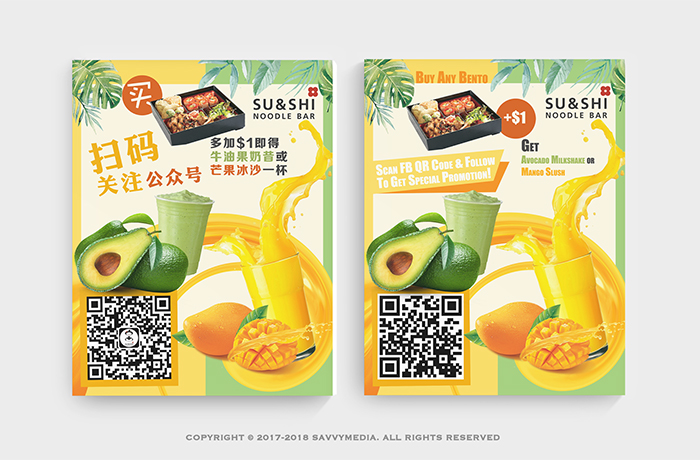 买
SU&SHI
NOODLE BAR
扫码
关注公众号
多加$1即得
牛油果奶昔或
芒果冰沙一杯
BUY ANY BENTO
+$1
SU&SHI
NOODLE BAR
GET
AVOCADO MILKSHAKE OR
MANGO SLUSH
SCAN FB QR CODE & FOLLOW
TO GET SPECIAL PROMOTION!
COPYRIGHT © 2017-2018 SAVVYMEDIA. ALL RIGHTS RESERVED